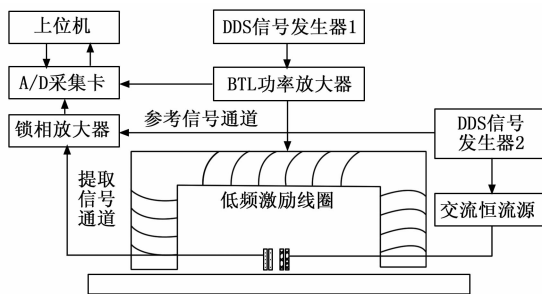 上位机
DDS信号发生器1
A/D采集卡
BTL功率放大器
参考信号通道
锁相放大器
DDS信号
发生器2
提取
信号
通道
低频激励线圈
交流恒流源